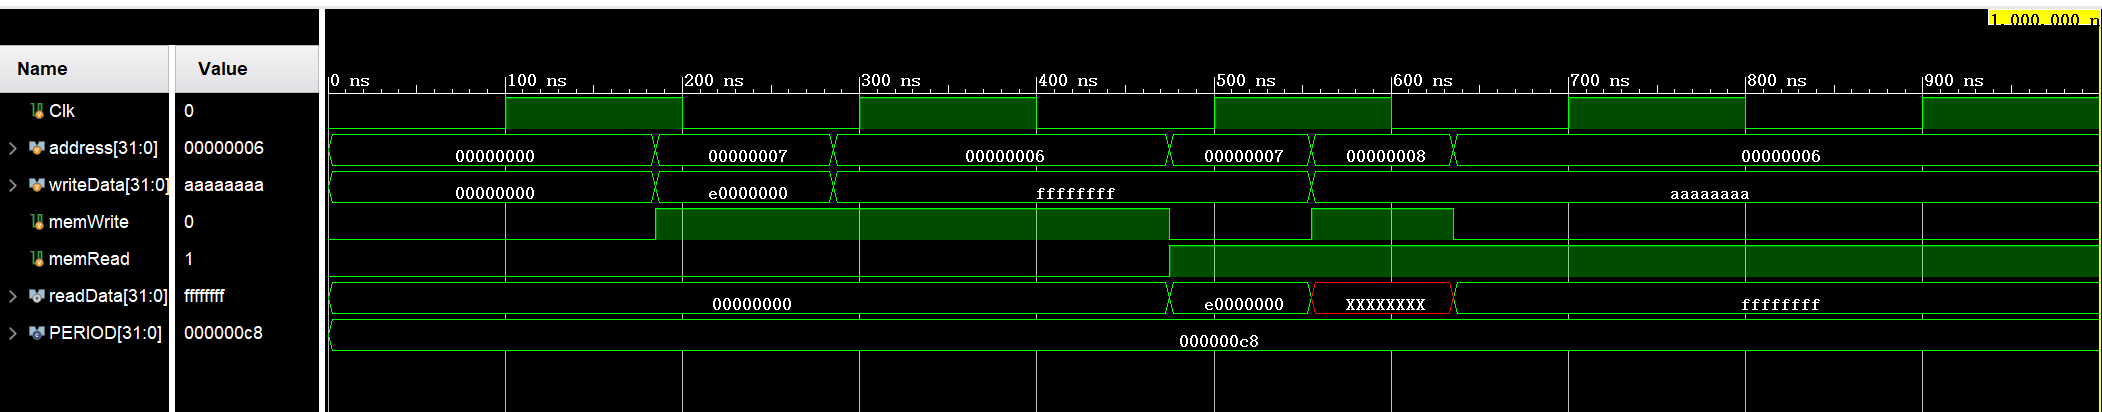 1,000,000 n
Name Value
0 ns 100 ns 200 ns 300 ns 400 ns 500 ns 600 ns 700 ns 800 ns 900 ns
Clk 0
address[31:0] 00000006 00000000 00000007 00000006 00000007 00000008 00000006
writeData[31:0] aaaaaaaa 00000000 e0000000 ffffffff aaaaaaaa
memWrite 0
memRead 1
readData[31:0] ffffffff 00000000 e0000000 XXXXXXXX ffffffff
PERIOD[31:0] 000000c8 000000c8